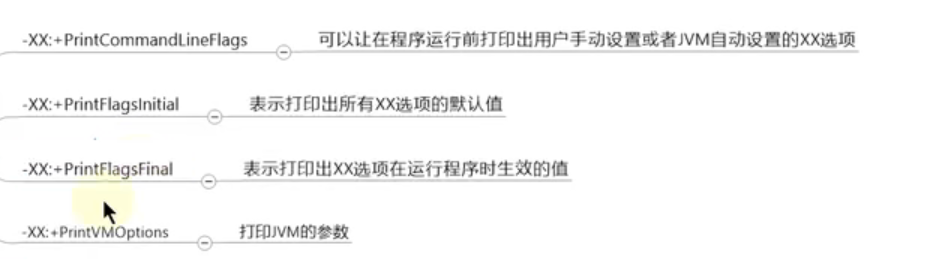 -XX:+PrintCommandLineFlags 可以让在程序运行前打印出用户手动设置或者JVM自动设置的XX选项
-XX:+PrintFlagsInitial 表示打印出所有XX选项的默认值
-XX:+PrintFlagsFinal 表示打印出XX选项在运行程序时生效的值
-XX:+PrintVMOptions 打印JVM的参数